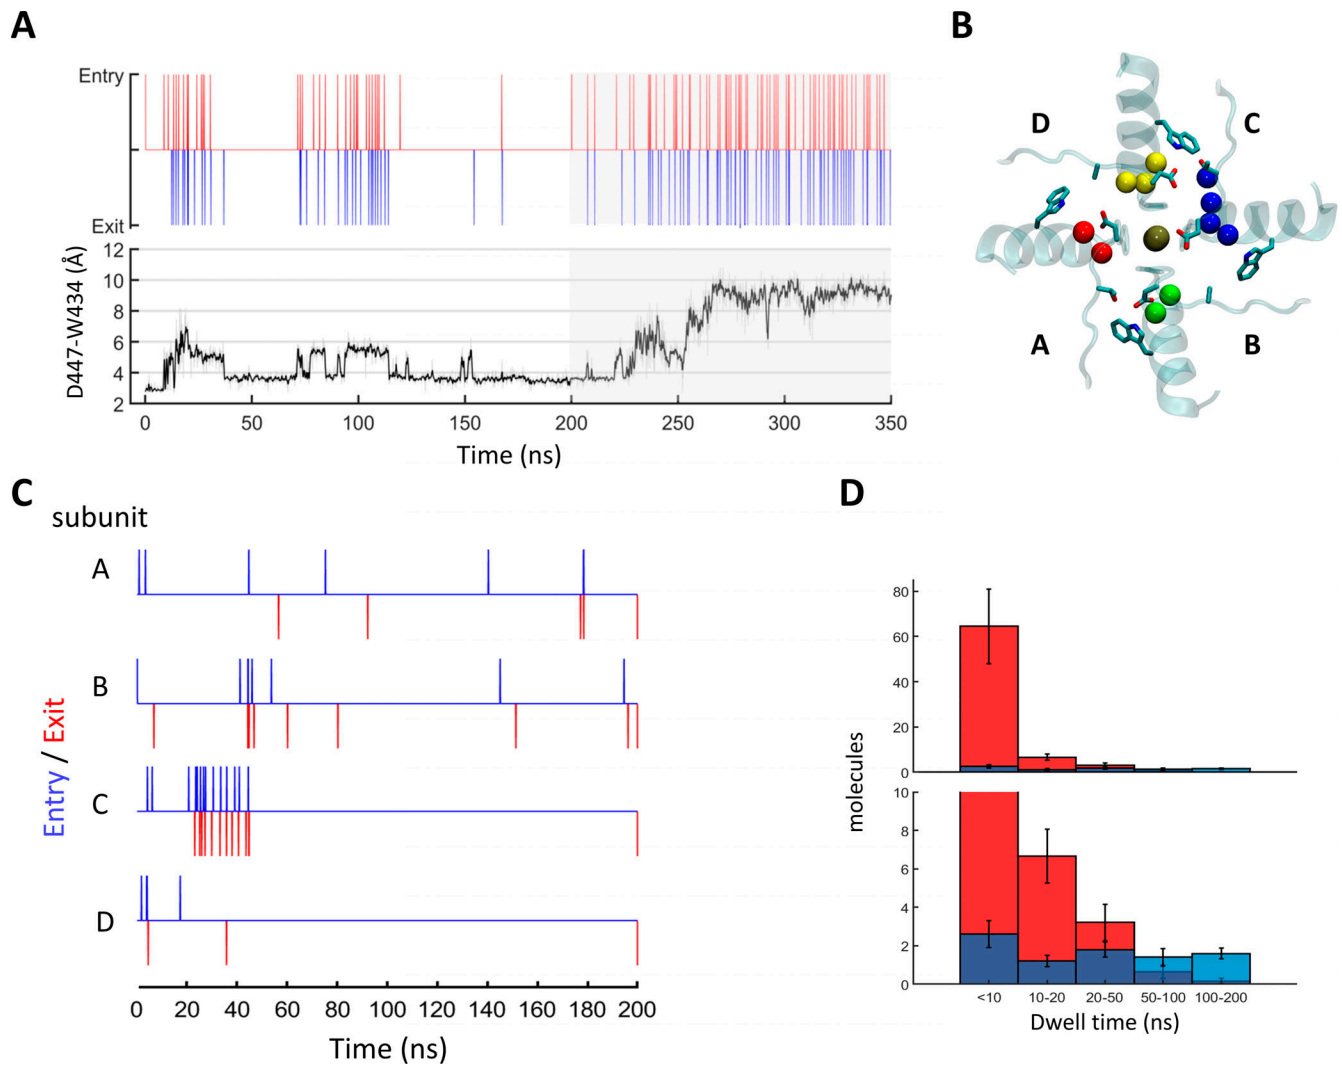 A
Entry
Exit
D447-W434 (Å)
12
10
8
6
4
2
0 50 100 150 200 250 300 350
Time (ns)
B
D C
A B
C
subunit
A
B
C
D
Entry / Exit
0 20 40 60 80 100 120 140 160 180 200
Time (ns)
D
molecules
80
60
40
20
0
10
8
6
4
2
0
<10 10-20 20-50 50-100 100-200
Dwell time (ns)